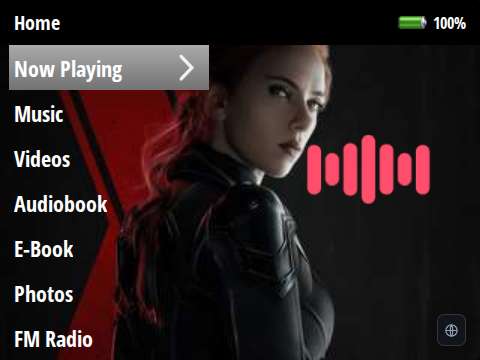 Home
100%
Now Playing
Music
Videos
Audiobook
E-Book
Photos
FM Radio